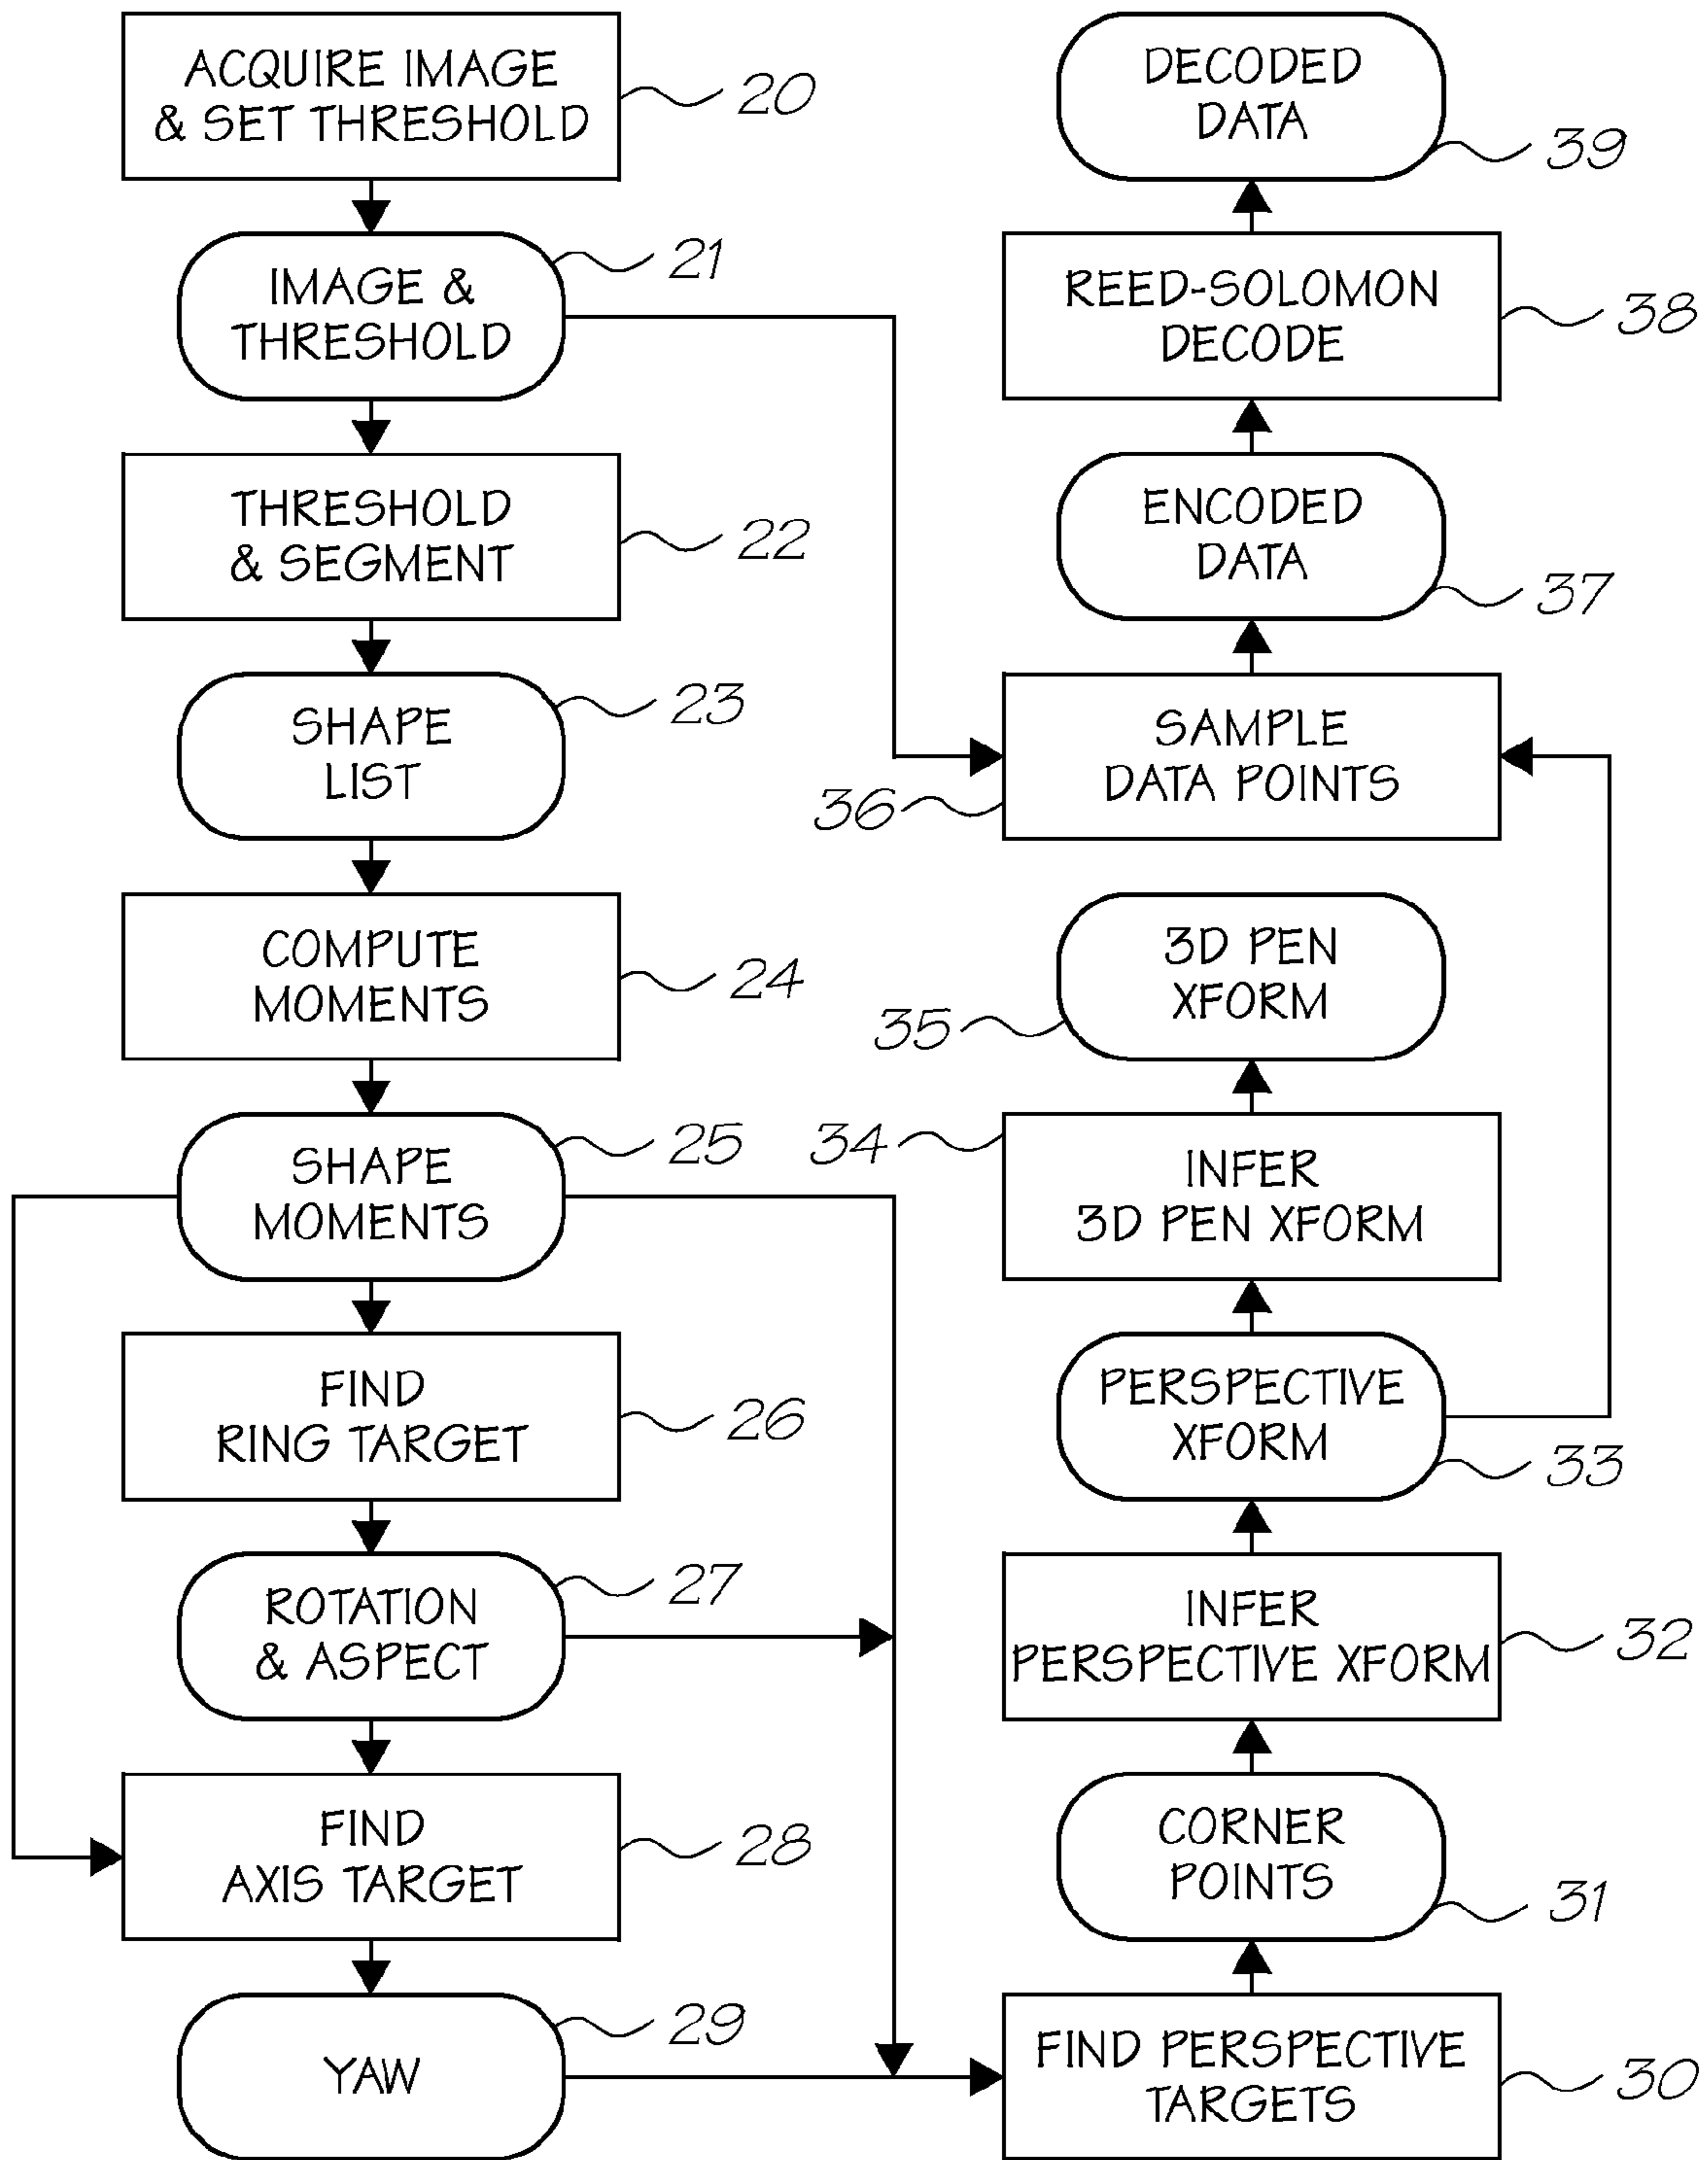 ACQUIRE IMAGE
& SET THRESHOLD
20
IMAGE &
THRESHOLD
21
THRESHOLD
& SEGMENT
22
SHAPE
LIST
23
COMPUTE
MOMENTS
24
SHAPE
MOMENTS
25
FIND
RING TARGET
26
ROTATION
& ASPECT
27
FIND
AXIS TARGET
28
YAW
29
DECODED
DATA
39
REED-SOLOMON
DECODE
38
ENCODED
DATA
37
SAMPLE
DATA POINTS
36
3D PEN
XFORM
35
INFER
3D PEN XFORM
34
PERSPECTIVE
XFORM
33
INFER
PERSPECTIVE XFORM
32
CORNER
POINTS
31
FIND PERSPECTIVE
TARGETS
30